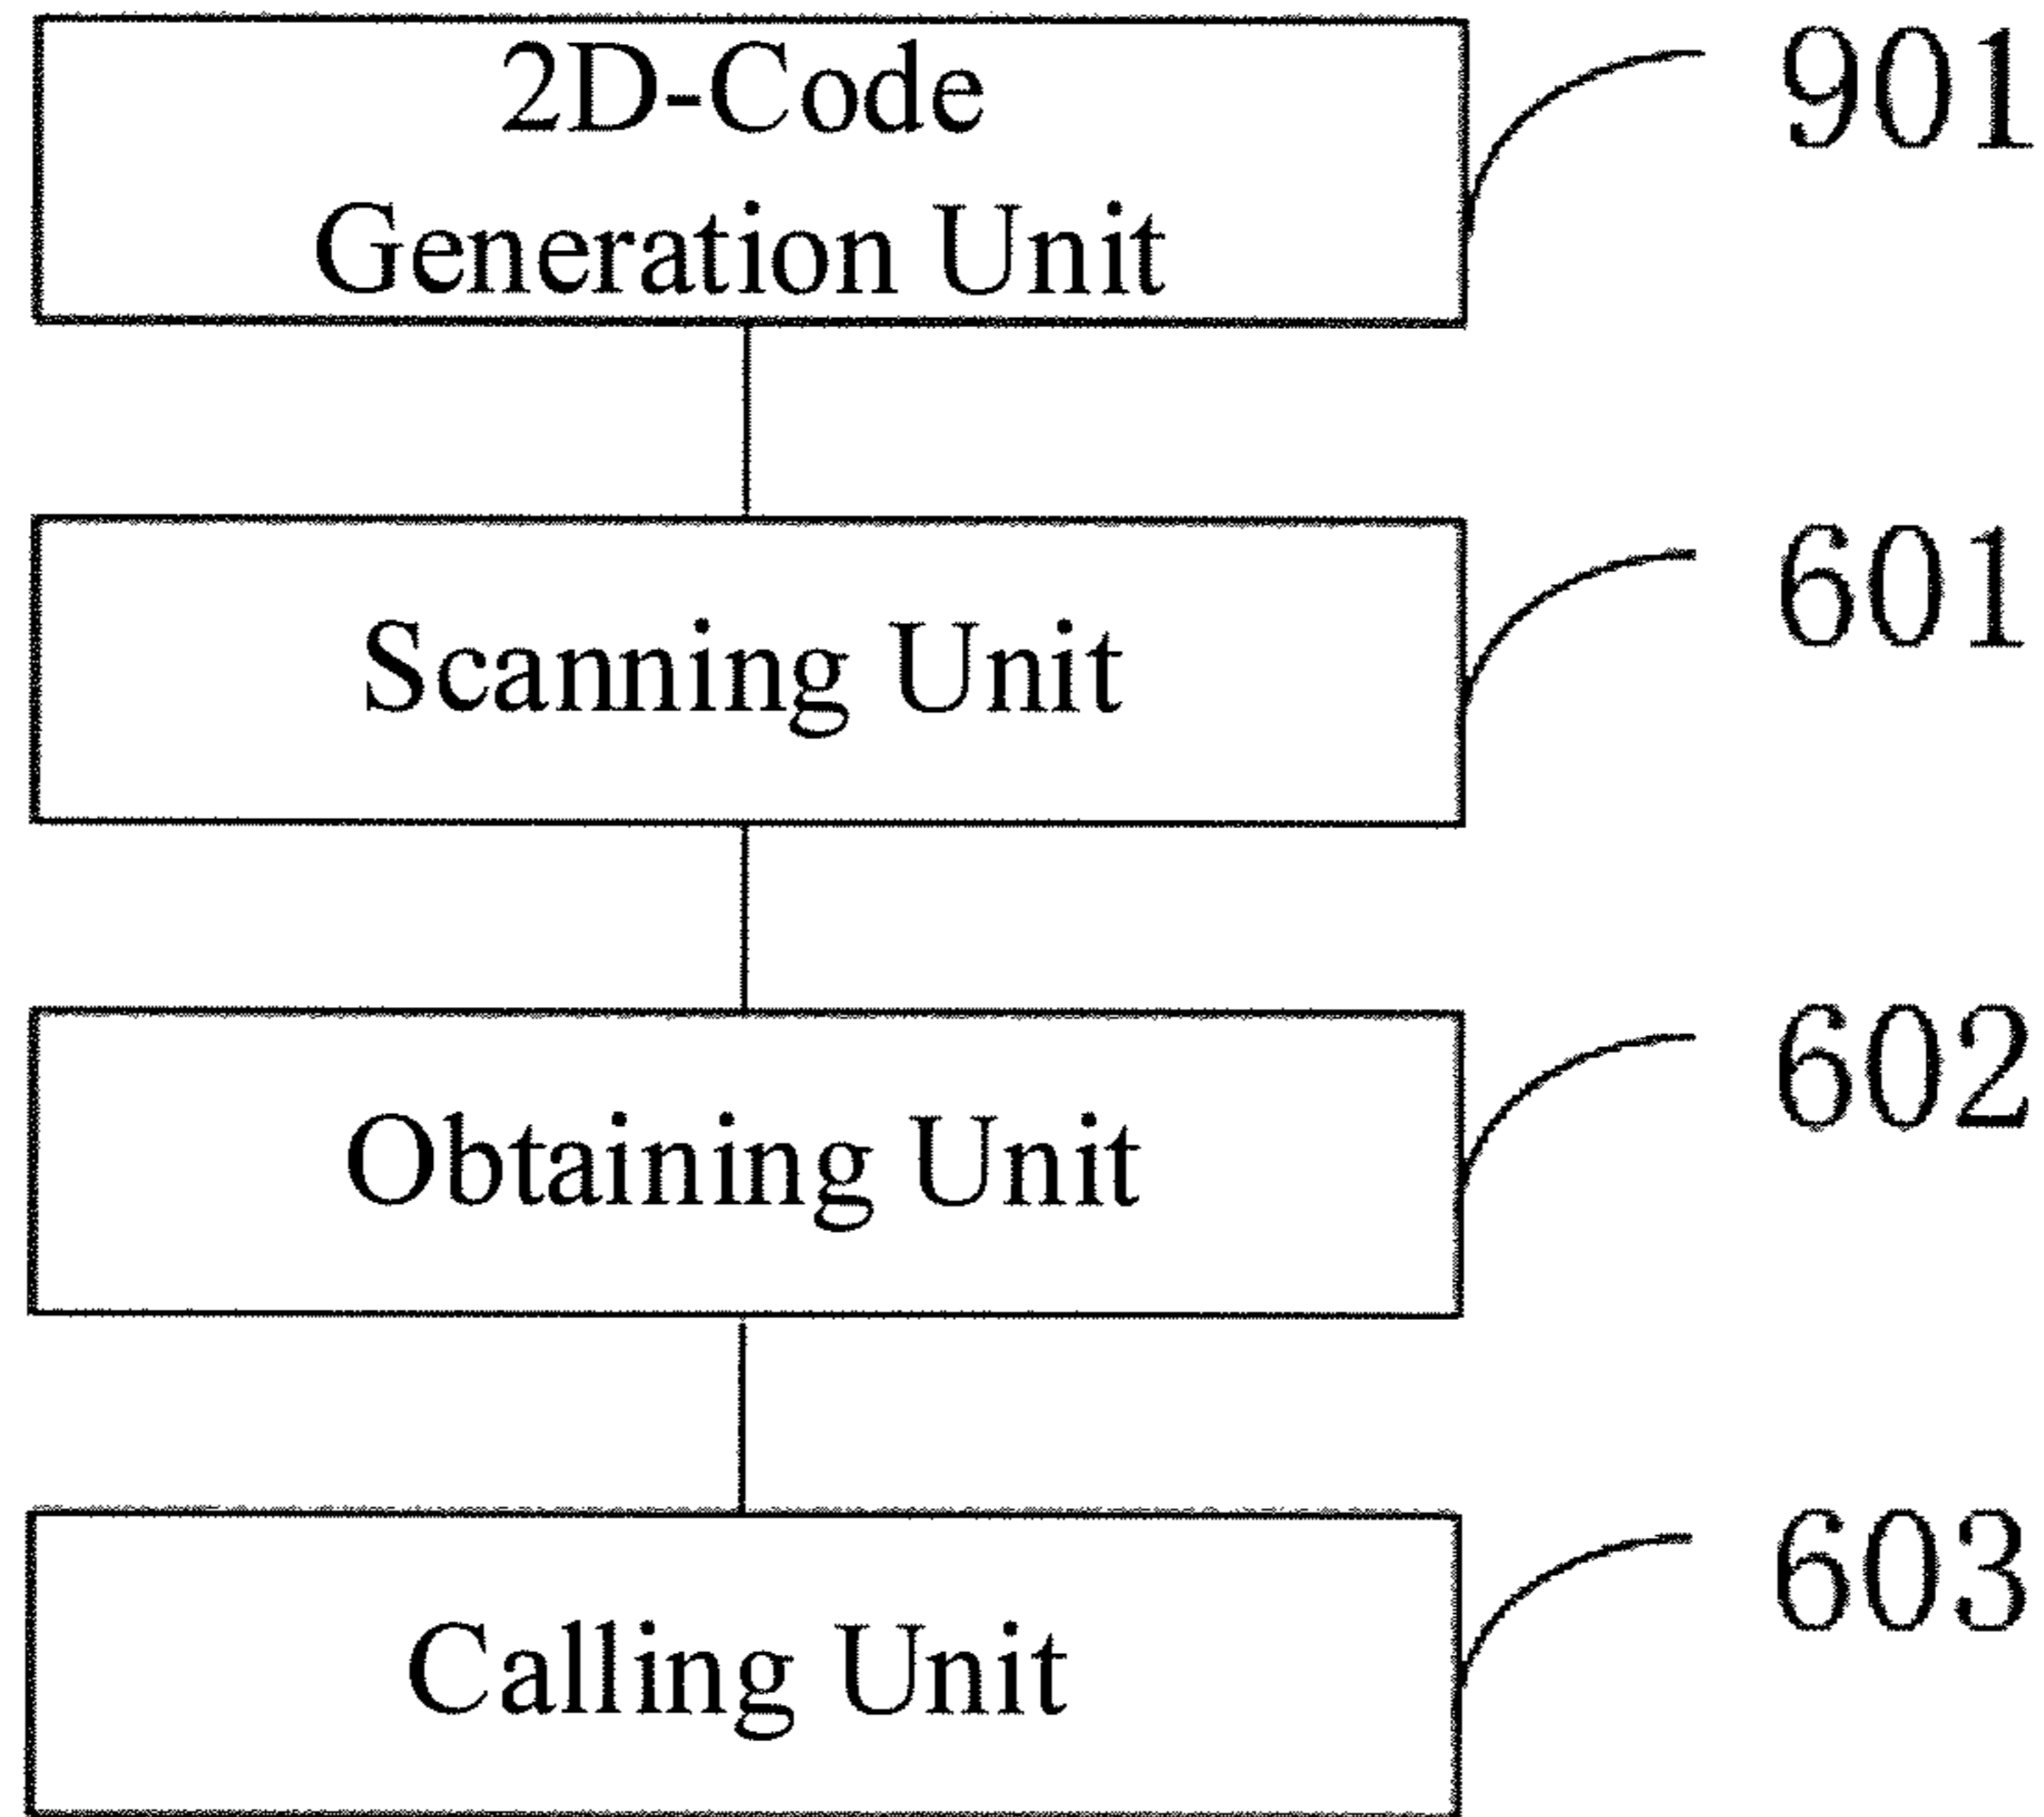 2D-Code
Generation Unit
901
Scanning Unit
601
Obtaining Unit
602
Calling Unit
603